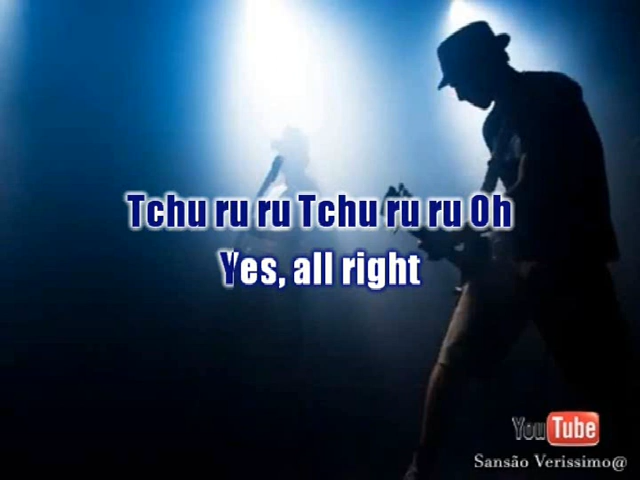 Tchu ru ru Tchu ru ru Oh
Yes, all right
YouTube
Sansão Verissimo@